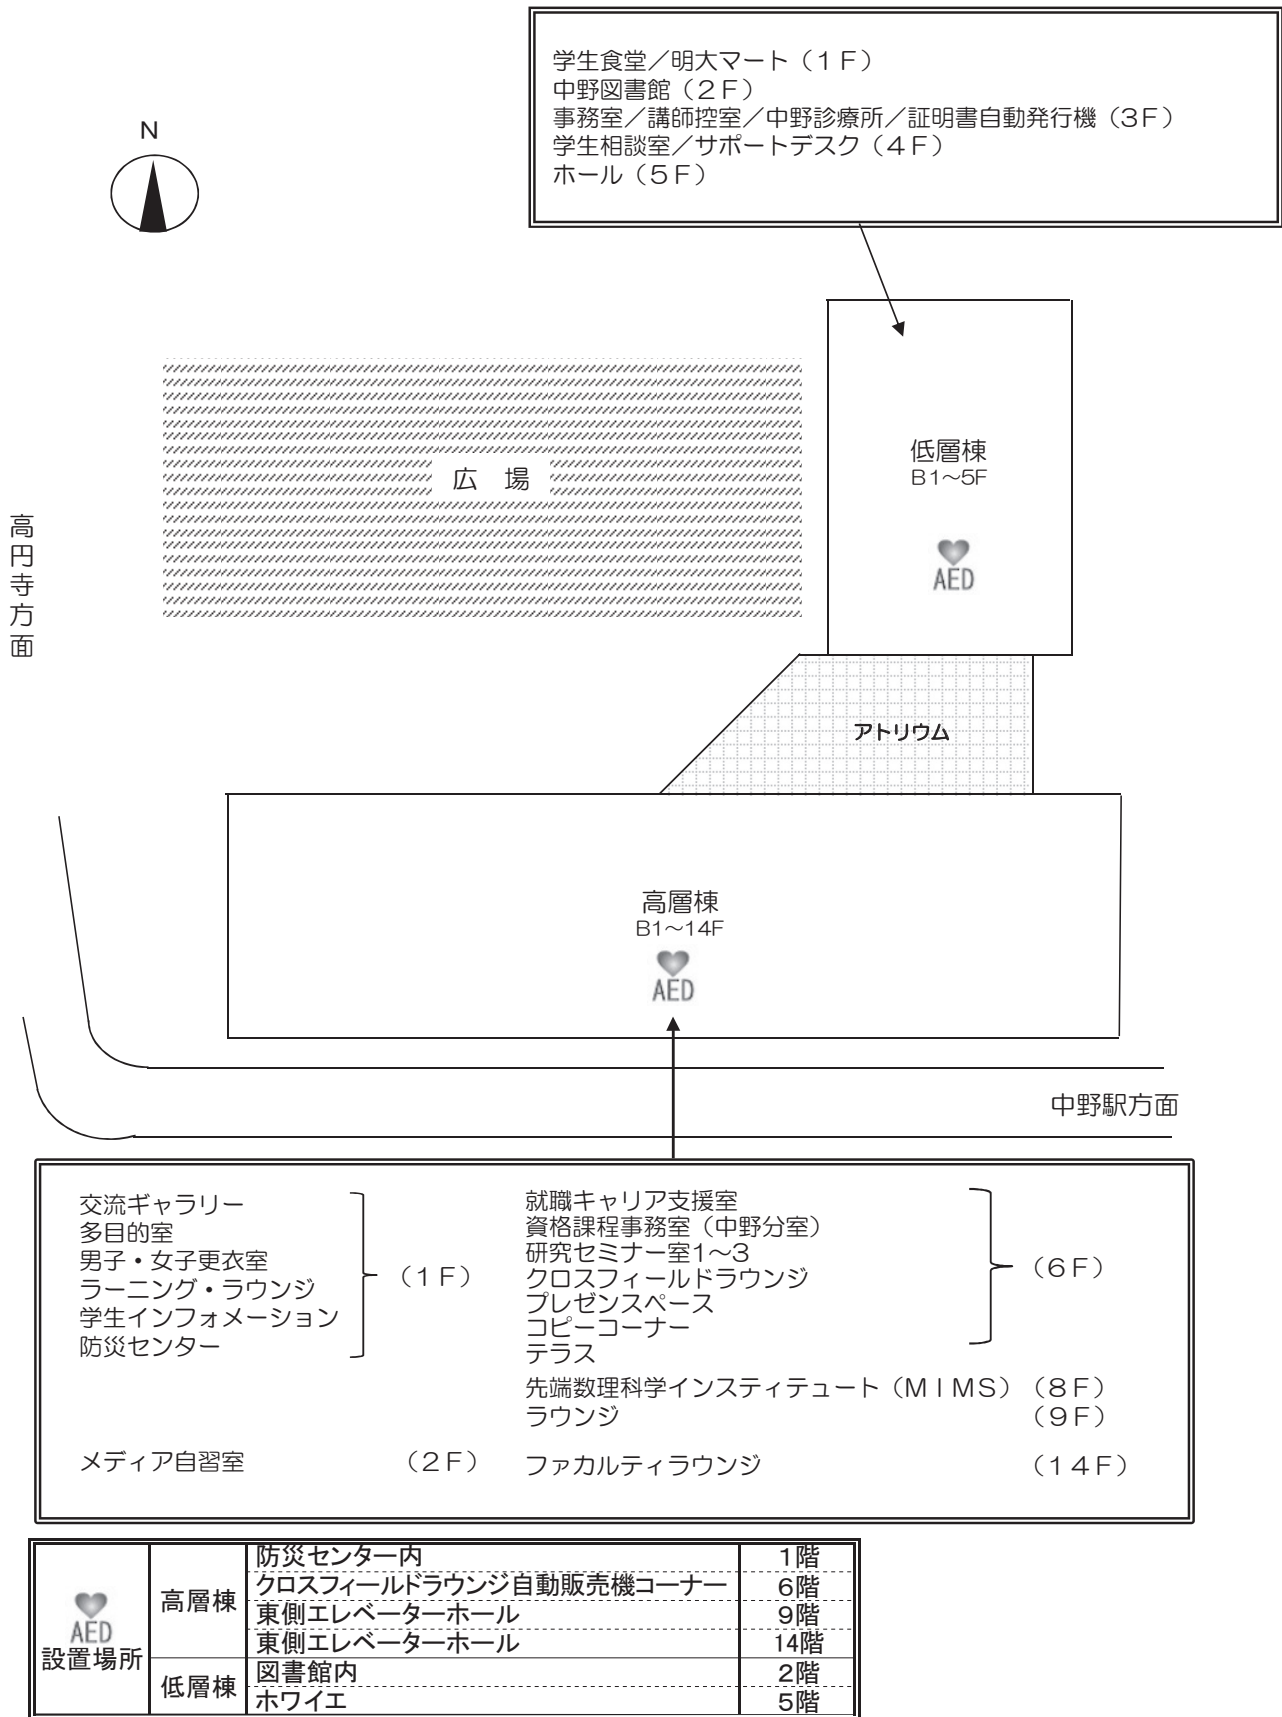 学生食堂/明大マート（1F）
中野図書館（2F）
事務室/講師控室/中野診療所/証明書自動発行機（3F）
学生相談室/サポートデスク（4F）
ホール（5F）
N
低層棟
B1～5F
AED
広 場
高円寺方面
アトリウム
高層棟
B1～14F
AED
中野駅方面
交流ギャラリー
多目的室
男子・女子更衣室
ラーニング・ラウンジ
学生インフォメーション
防災センター
（1F）
メディア自習室 （2F）
就職キャリア支援室
資格課程事務室（中野分室）
研究セミナー室1～3
クロスフィールドラウンジ
プレゼンスペース
コピーコーナー
テラス
（6F）
先端数理科学インスティテュート（MIMS）（8F）
ラウンジ （9F）
ファカルティラウンジ （14F）
AED
設置場所
高層棟
防災センター内 1階
クロスフィールドラウンジ自動販売機コーナー 6階
東側エレベーターホール 9階
東側エレベーターホール 14階
低層棟
図書館内 2階
ホワイエ 5階